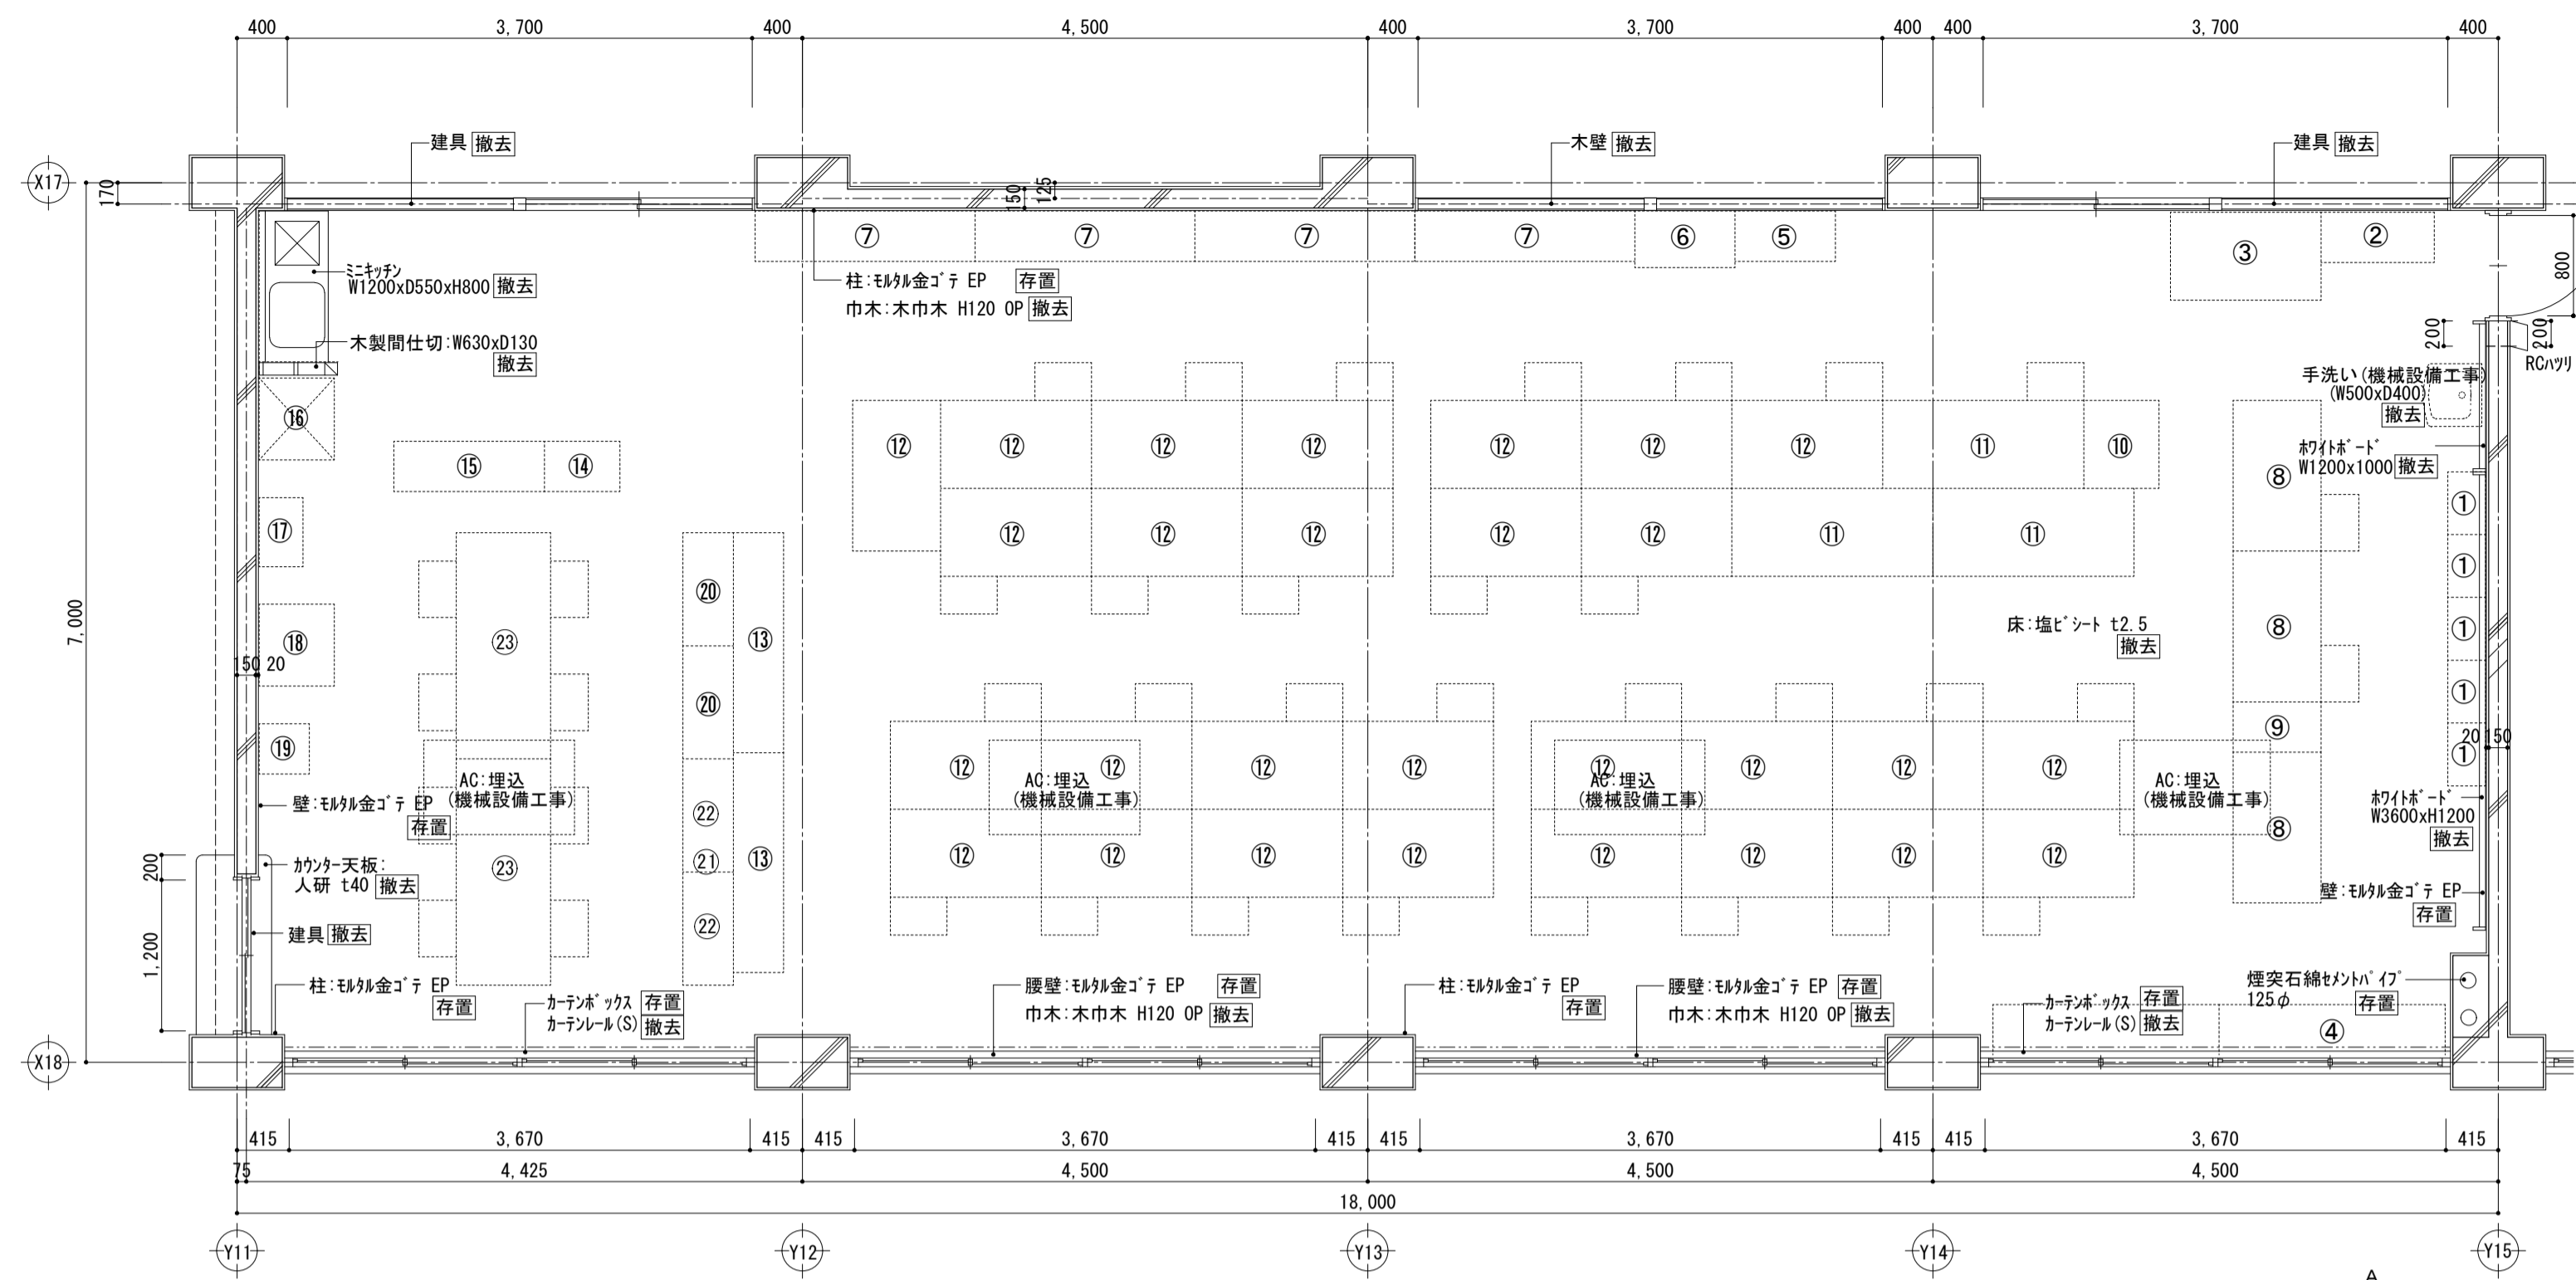 400 3,700 400 4,500 400 3,700 400 400 3,700 400
X17
170
建具 撤去
木壁 撤去
建具 撤去
150
125
⑦ ⑦ ⑦ ⑦ ⑥ ⑤ ③ ②
800
ミニキッチン
W1200xD550xH800 撤去
柱:モルタル金ゴテ EP 存置
巾木:木巾木 H120 OP 撤去
木製間仕切:W630xD130
撤去
200
200
RCハツリ
手洗い(機械設備工事)
(W500xD400)
撤去
⑯
⑮ ⑭
⑫ ⑫ ⑫ ⑫ ⑫ ⑫ ⑫ ⑪ ⑩
⑧
ホワイトボード
W1200x1000 撤去
⑰
⑫ ⑫ ⑫ ⑫ ⑫ ⑪ ⑪
① ① ① ① ①
7,000
⑱
150 20
㉓
⑳ ⑬
⑳
床:塩ビシート t2.5
撤去
⑧
⑨
20 150
⑲
AC:埋込
(機械設備工事)
⑫ ⑫ ⑫ ⑫ ⑫ ⑫ ⑫ ⑫
AC:埋込
(機械設備工事)
AC:埋込
(機械設備工事)
AC:埋込
(機械設備工事)
⑧
壁:モルタル金ゴテ EP
存置
㉒
㉑ ⑬
㉒
㉓
⑫ ⑫ ⑫ ⑫ ⑫ ⑫ ⑫ ⑫
ホワイトボード
W3600xH1200
撤去
200
カウンター天板:
人研 t40 撤去
壁:モルタル金ゴテ EP
存置
1,200
建具 撤去
柱:モルタル金ゴテ EP
存置
カーテンボックス 存置
カーテンレール(S) 撤去
腰壁:モルタル金ゴテ EP 存置
巾木:木巾木 H120 OP 撤去
柱:モルタル金ゴテ EP
存置
腰壁:モルタル金ゴテ EP 存置
巾木:木巾木 H120 OP 撤去
カーテンボックス 存置
カーテンレール(S) 撤去
煙突石綿セメントパイプ
125φ 存置
④
X18
415 3,670 415 415 3,670 415 415 3,670 415 415 3,670 415
75 4,425 4,500 4,500 4,500
18,000
Y11 Y12 Y13 Y14 Y15